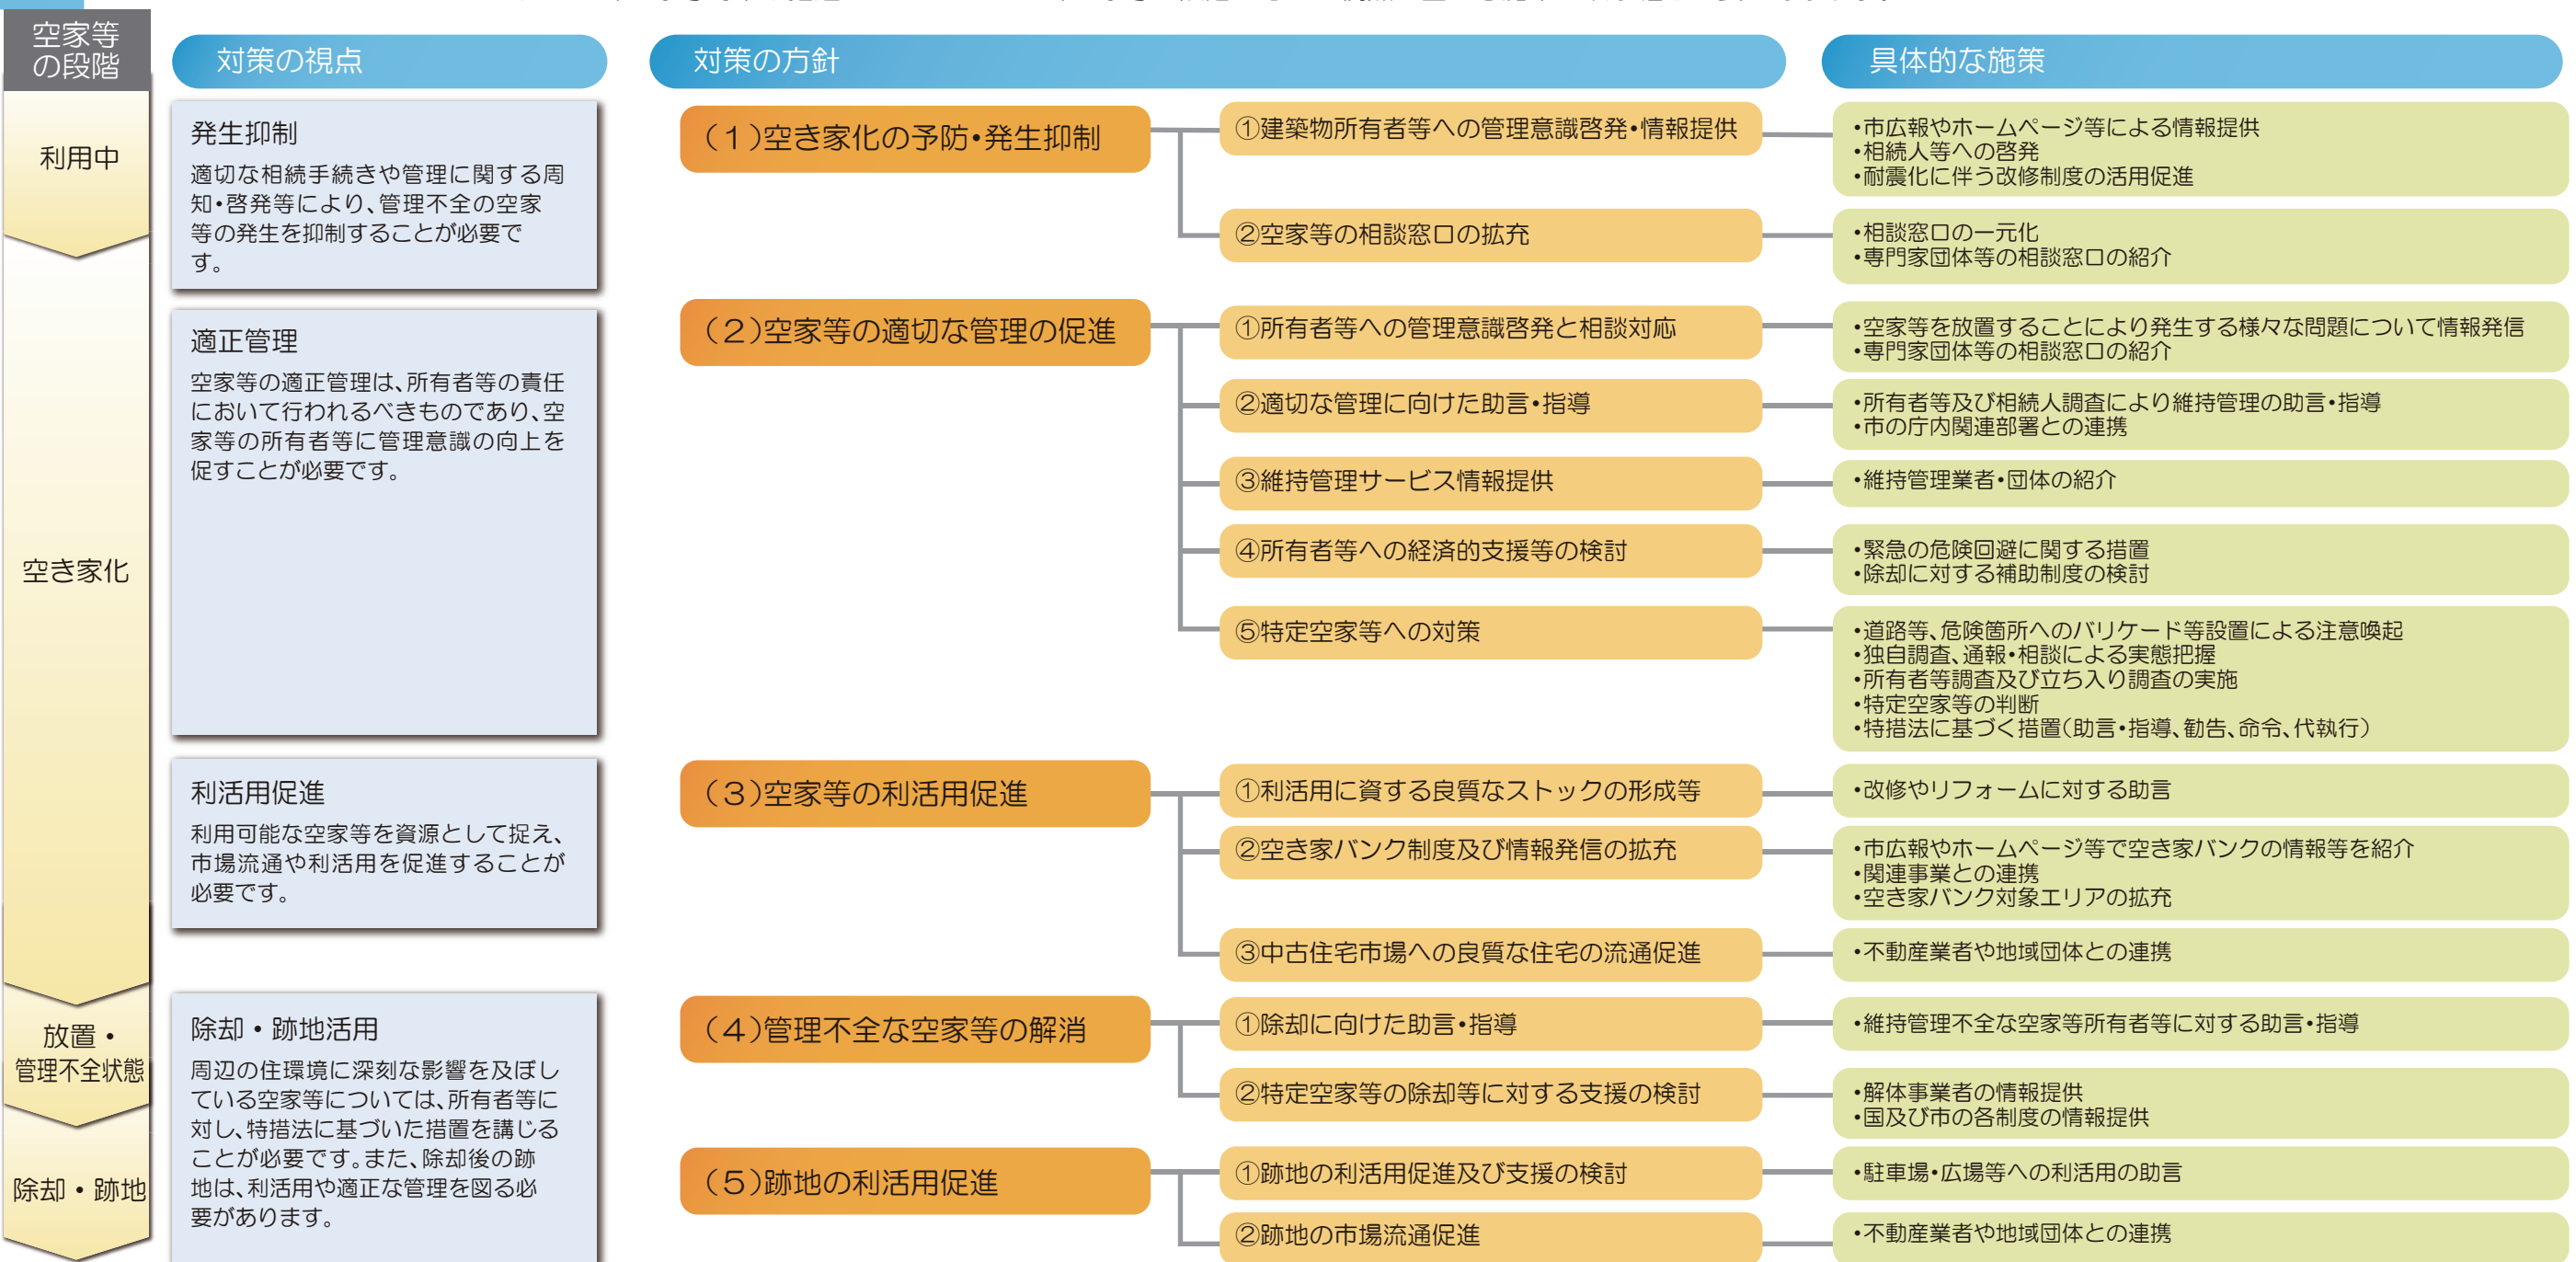 空家等
の段階
対策の視点
対策の方針
具体的な施策
利用中
発生抑制
適切な相続手続きや管理に関する周
知・啓発等により、管理不全の空家
等の発生を抑制することが必要で
す。
(1)空き家化の予防・発生抑制
①建築物所有者等への管理意識啓発・情報提供
・市広報やホームページ等による情報提供
・相続人等への啓発
・耐震化に伴う改修制度の活用促進
②空家等の相談窓口の拡充
・相談窓口の一元化
・専門家団体等の相談窓口の紹介
空き家化
適正管理
空家等の適正管理は、所有者等の責任
において行われるべきものであり、空
家等の所有者等に管理意識の向上を
促すことが必要です。
(2)空家等の適切な管理の促進
①所有者等への管理意識啓発と相談対応
・空家等を放置することにより発生する様々な問題について情報発信
・専門家団体等の相談窓口の紹介
②適切な管理に向けた助言・指導
・所有者等及び相続人調査により維持管理の助言・指導
・市の庁内関連部署との連携
③維持管理サービス情報提供
・維持管理業者・団体の紹介
④所有者等への経済的支援等の検討
・緊急の危険回避に関する措置
・除却に対する補助制度の検討
⑤特定空家等への対策
・道路等、危険箇所へのバリケード等設置による注意喚起
・独自調査、通報・相談による実態把握
・所有者等調査及び立ち入り調査の実施
・特定空家等の判断
・特措法に基づく措置(助言・指導、勧告、命令、代執行)
利活用促進
利用可能な空家等を資源として捉え、
市場流通や利活用を促進することが
必要です。
(3)空家等の利活用促進
①利活用に資する良質なストックの形成等
・改修やリフォームに対する助言
②空き家バンク制度及び情報発信の拡充
・市広報やホームページ等で空き家バンクの情報等を紹介
・関連事業との連携
・空き家バンク対象エリアの拡充
③中古住宅市場への良質な住宅の流通促進
・不動産業者や地域団体との連携
放置・
管理不全状態
除却・跡地
除却・跡地活用
周辺の住環境に深刻な影響を及ぼし
ている空家等については、所有者等に
対し、特措法に基づいた措置を講じる
ことが必要です。また、除却後の跡
地は、利活用や適正な管理を図る必
要があります。
(4)管理不全な空家等の解消
①除却に向けた助言・指導
・維持管理不全な空家等所有者等に対する助言・指導
②特定空家等の除却等に対する支援の検討
・解体事業者の情報提供
・国及び市の各制度の情報提供
(5)跡地の利活用促進
①跡地の利活用促進及び支援の検討
・駐車場・広場等への利活用の助言
②跡地の市場流通促進
・不動産業者や地域団体との連携